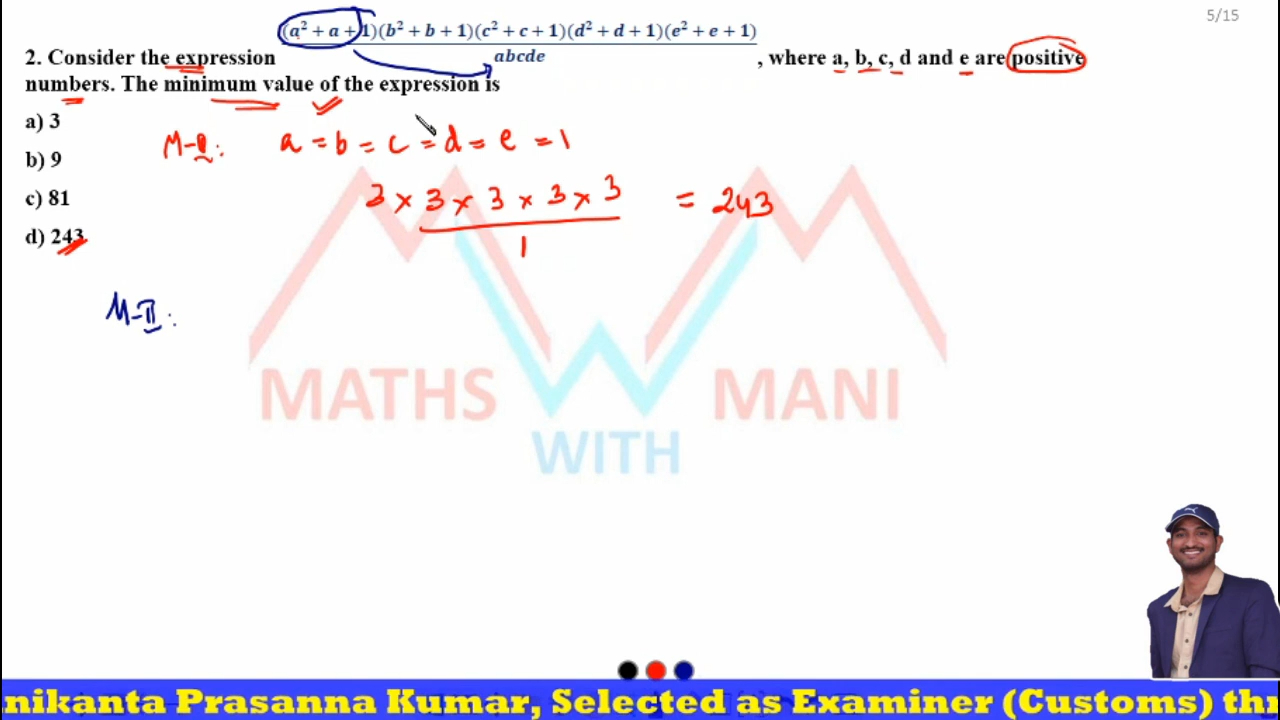 5/15
(a² + a + 1)(b² + b + 1)(c² + c + 1)(d² + d + 1)(e² + e + 1)
2. Consider the expression abcde , where a, b, c, d and e are positive
numbers. The minimum value of the expression is
a) 3
b) 9
c) 81
d) 243
M-I: a = b = c = d = e = 1
3 × 3 × 3 × 3 × 3 = 243
1
M-II:
MATHS MANI
WITH
nikanta Prasanna Kumar, Selected as Examiner (Customs) thr